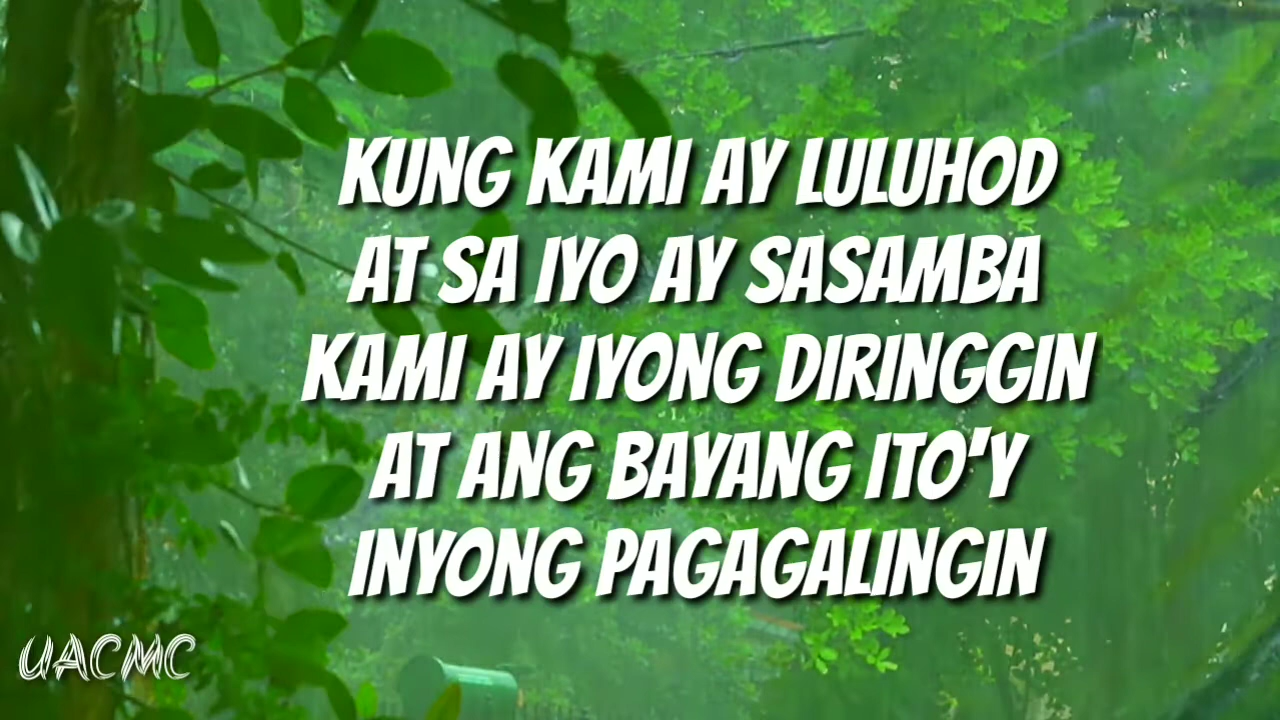 KUNG KAMI AY LULUHOD
AT SA IYO AY SASAMBA
KAMI AY IYONG DIRINGGIN
AT ANG BAYANG ITO'Y
INYONG PAGAGALINGIN
UACMC